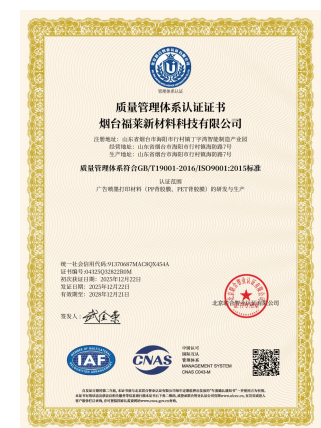 管理体系认证
质量管理体系认证证书
烟台福莱新材料科技有限公司
注册地址：山东省烟台市海阳市行村镇丁字湾智能制造产业园
经营地址：山东省烟台市海阳市行村镇海防路7号
生产地址：山东省烟台市海阳市行村镇海防路7号
质量管理体系符合GB/T19001-2016/ISO9001:2015标准
认证范围
广告喷墨打印材料（PP背胶膜、PET背胶膜）的研发与生产
统一社会信用代码:91370687MAC8QX454A
证书编号:04325Q32822R0M
初次获证日期：2025年12月22日
发证日期：2025年12月22日
有效期至：2028年12月21日
签发人：
IAF
CNAS
中国认可
国际互认
管理体系
MANAGEMENT SYSTEM
CNAS C043-M